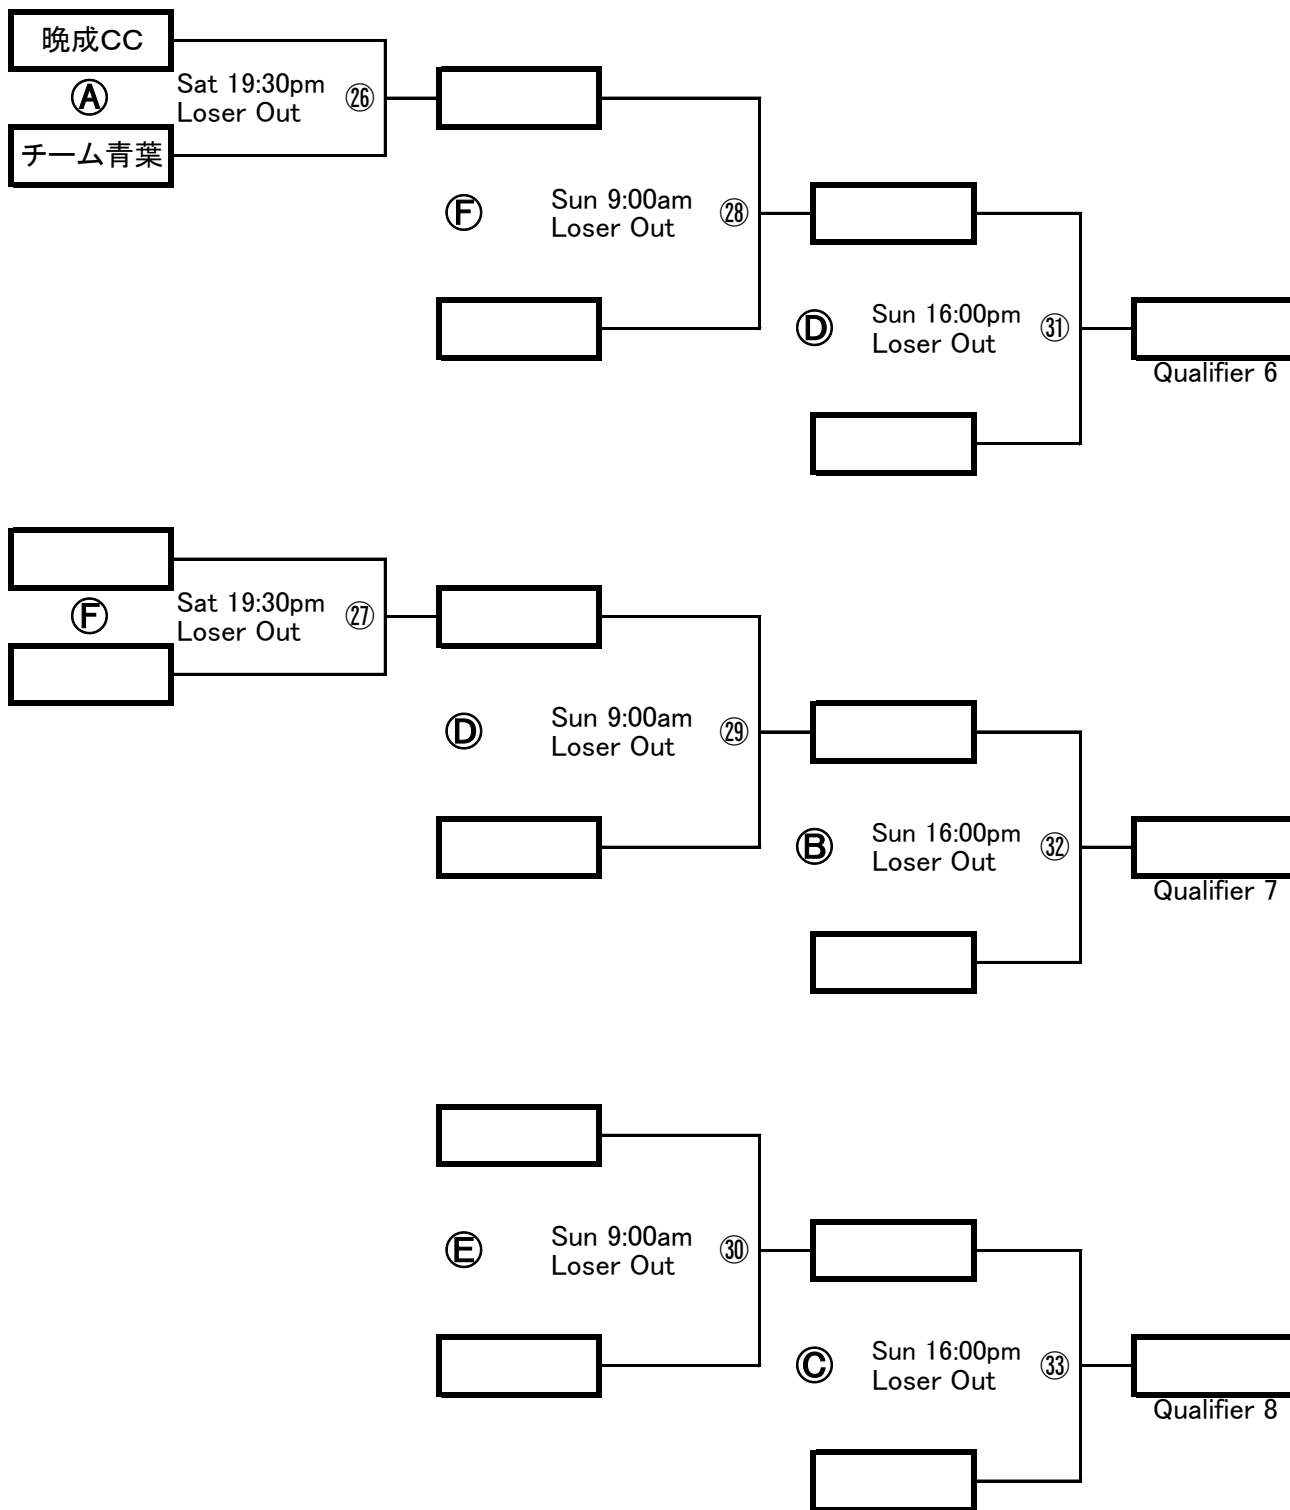 晩成CC
Ⓐ
Sat 19:30pm
Loser Out
㉖
チーム青葉
Ⓕ
Sun 9:00am
Loser Out
㉘
Ⓓ
Sun 16:00pm
Loser Out
㉛
Qualifier 6
Ⓕ
Sat 19:30pm
Loser Out
㉗
Ⓓ
Sun 9:00am
Loser Out
㉙
Ⓑ
Sun 16:00pm
Loser Out
㉜
Qualifier 7
Ⓔ
Sun 9:00am
Loser Out
㉚
Ⓒ
Sun 16:00pm
Loser Out
㉝
Qualifier 8